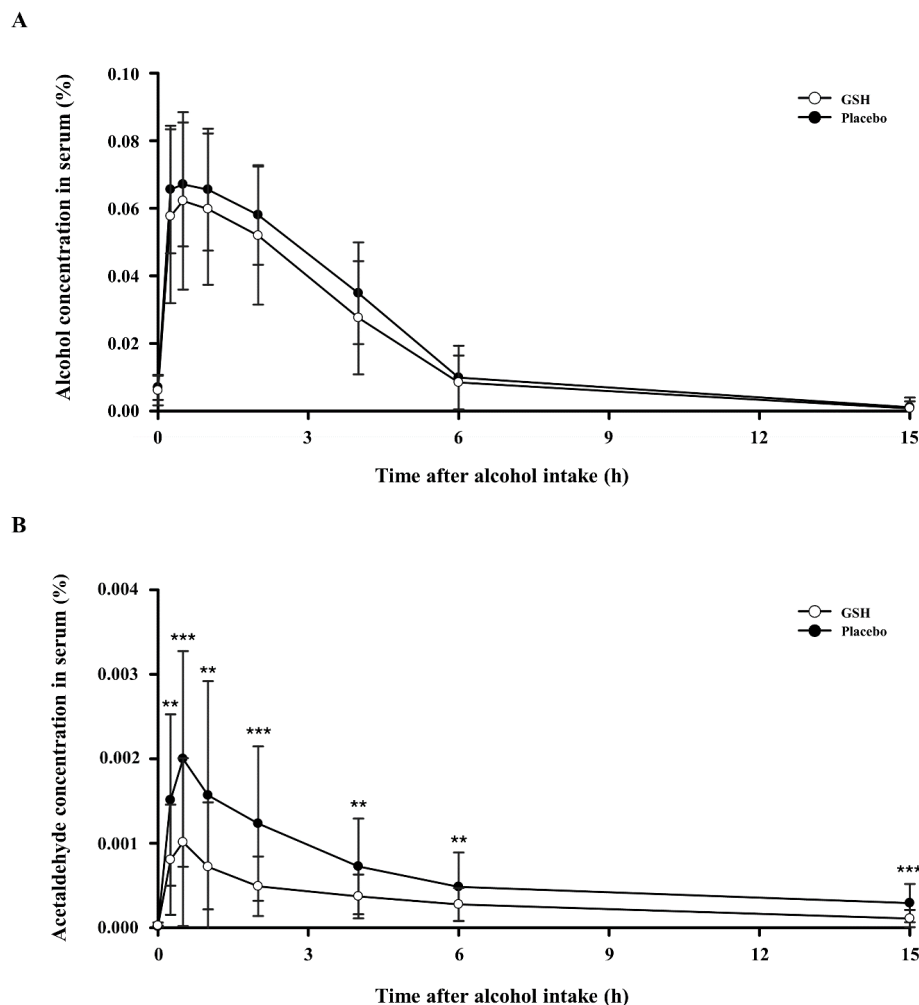 A
Alcohol concentration in serum (%)
0.10
0.08
0.06
0.04
0.02
0.00
GSH
Placebo
0 3 6 9 12 15
Time after alcohol intake (h)
B
Acetaldehyde concentration in serum (%)
0.004
0.003
0.002
0.001
0.000
GSH
Placebo
***
**
**
***
**
**
***
0 3 6 9 12 15
Time after alcohol intake (h)